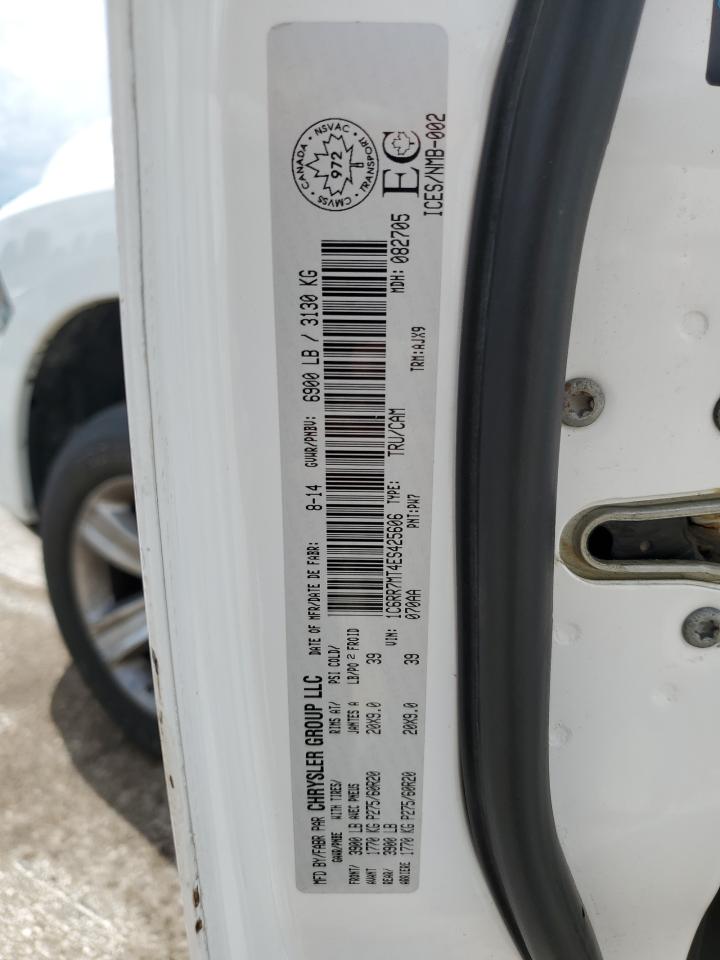 MFD BY/FABR PAR CHRYSLER GROUP LLC DATE OF MFR/DATE DE FABR: 8-14 GVWR/PNBV: 6900 LB / 3130 KG
GAWR/PNBE WITH TIRES/ RIMS AT/ PSI COLD/
FRONT/ 3900 LB AVEC PNEUS JANTES A LB/PO 2 FROID
AVANT 1770 KG P275/60R20 20X9.0 39
REAR/ 3900 LB
ARRIERE 1770 KG P275/60R20 20X9.0 39
VIN: 1C6RR7MT4ES425606 TYPE: TRU/CAM MDH: 082705
070AA PNT:PW7 TRM:AJX9
CANADA · NSVAC · TRANSPORT · CMVSS ·
972
EC
ICES/NMB-002